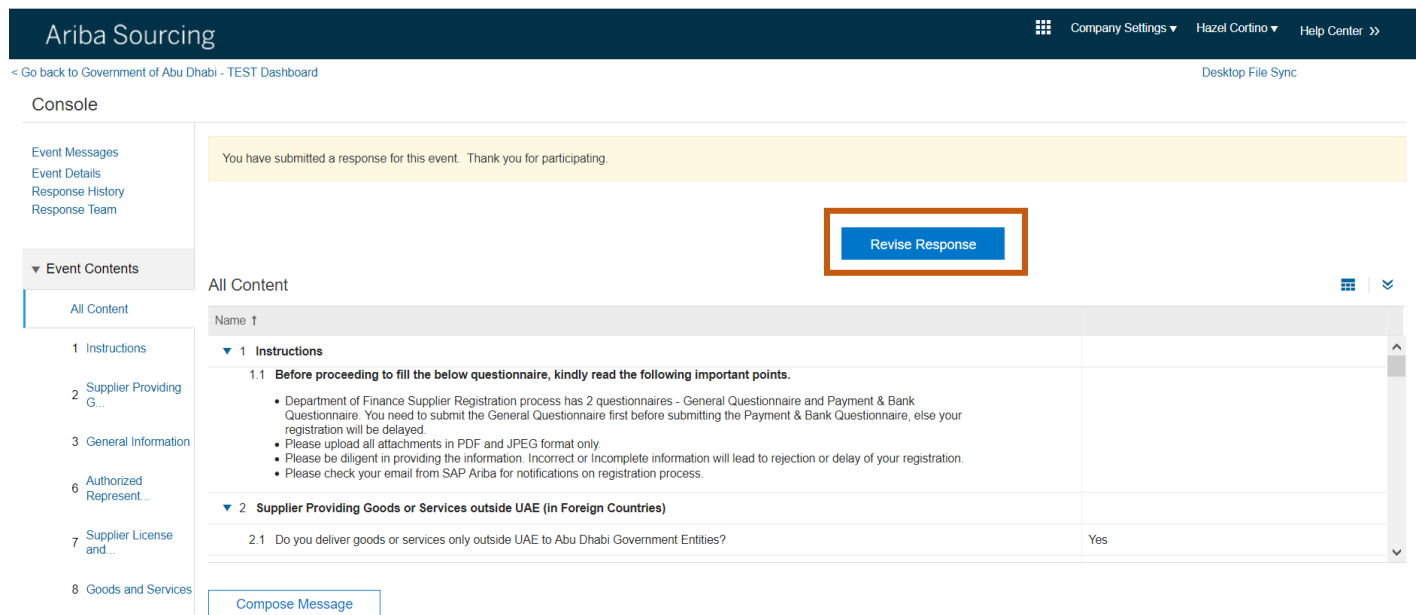 Ariba Sourcing
Company Settings
Hazel Cortino
Help Center »
< Go back to Government of Abu Dhabi - TEST Dashboard
Desktop File Sync
Console
Event Messages
Event Details
Response History
Response Team
You have submitted a response for this event. Thank you for participating.
Revise Response
Event Contents
All Content
1 Instructions
2 Supplier Providing
G...
3 General Information
6 Authorized
Represent...
7 Supplier License
and...
8 Goods and Services
All Content
Name ↑
1 Instructions
1.1 Before proceeding to fill the below questionnaire, kindly read the following important points.
• Department of Finance Supplier Registration process has 2 questionnaires - General Questionnaire and Payment & Bank
Questionnaire. You need to submit the General Questionnaire first before submitting the Payment & Bank Questionnaire, else your
registration will be delayed.
• Please upload all attachments in PDF and JPEG format only.
• Please be diligent in providing the information. Incorrect or Incomplete information will lead to rejection or delay of your registration.
• Please check your email from SAP Ariba for notifications on registration process.
2 Supplier Providing Goods or Services outside UAE (in Foreign Countries)
2.1 Do you deliver goods or services only outside UAE to Abu Dhabi Government Entities? Yes
Compose Message